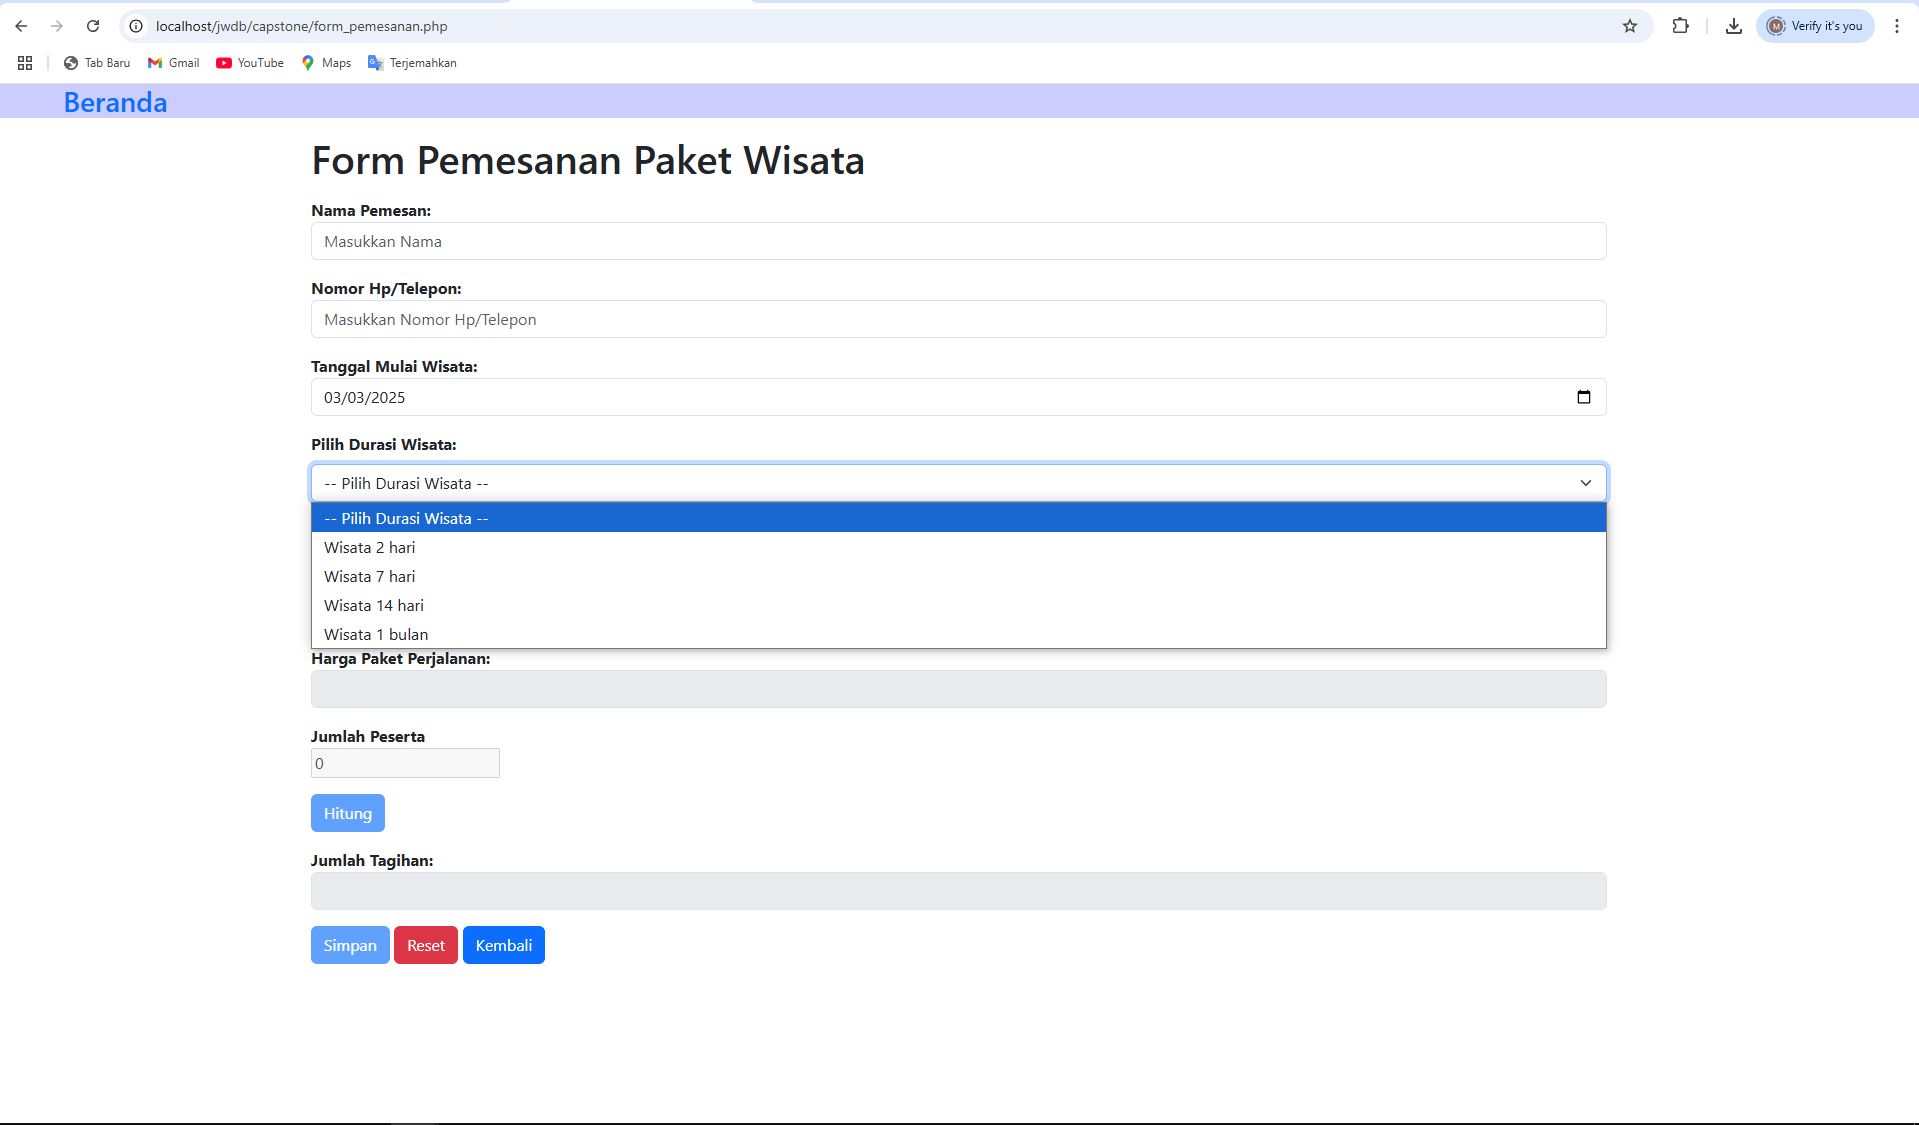 localhost/jwdb/capstone/form_pemesanan.php
M Verify it's you
Tab Baru Gmail YouTube Maps Terjemahkan
Beranda
Form Pemesanan Paket Wisata
Nama Pemesan:
Masukkan Nama
Nomor Hp/Telepon:
Masukkan Nomor Hp/Telepon
Tanggal Mulai Wisata:
03/03/2025
Pilih Durasi Wisata:
-- Pilih Durasi Wisata --
-- Pilih Durasi Wisata --
Wisata 2 hari
Wisata 7 hari
Wisata 14 hari
Wisata 1 bulan
Harga Paket Perjalanan:
Jumlah Peserta
0
Hitung
Jumlah Tagihan:
Simpan Reset Kembali